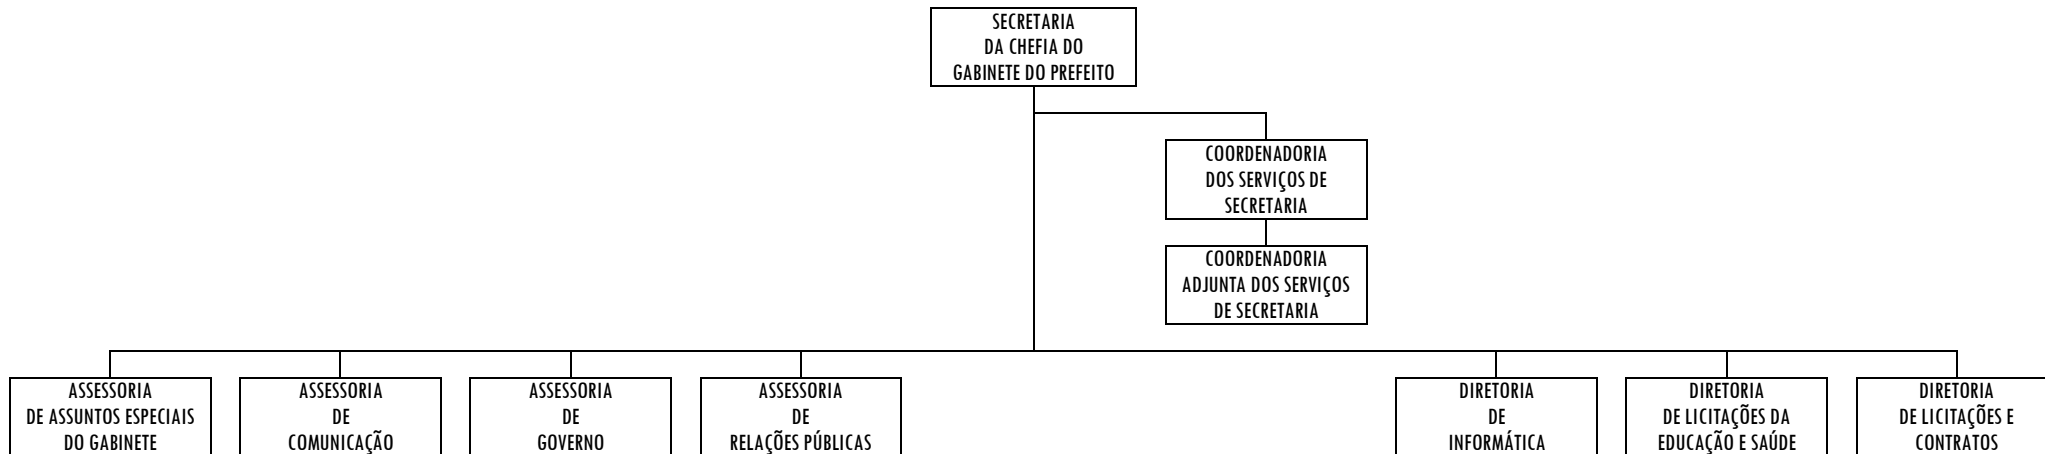 SECRETARIA
DA CHEFIA DO
GABINETE DO PREFEITO
COORDENADORIA
DOS SERVIÇOS DE
SECRETARIA
COORDENADORIA
ADJUNTA DOS SERVIÇOS
DE SECRETARIA
ASSESSORIA
DE ASSUNTOS ESPECIAIS
DO GABINETE
ASSESSORIA
DE
COMUNICAÇÃO
ASSESSORIA
DE
GOVERNO
ASSESSORIA
DE
RELAÇÕES PÚBLICAS
DIRETORIA
DE
INFORMÁTICA
DIRETORIA
DE LICITAÇÕES DA
EDUCAÇÃO E SAÚDE
DIRETORIA
DE LICITAÇÕES E
CONTRATOS